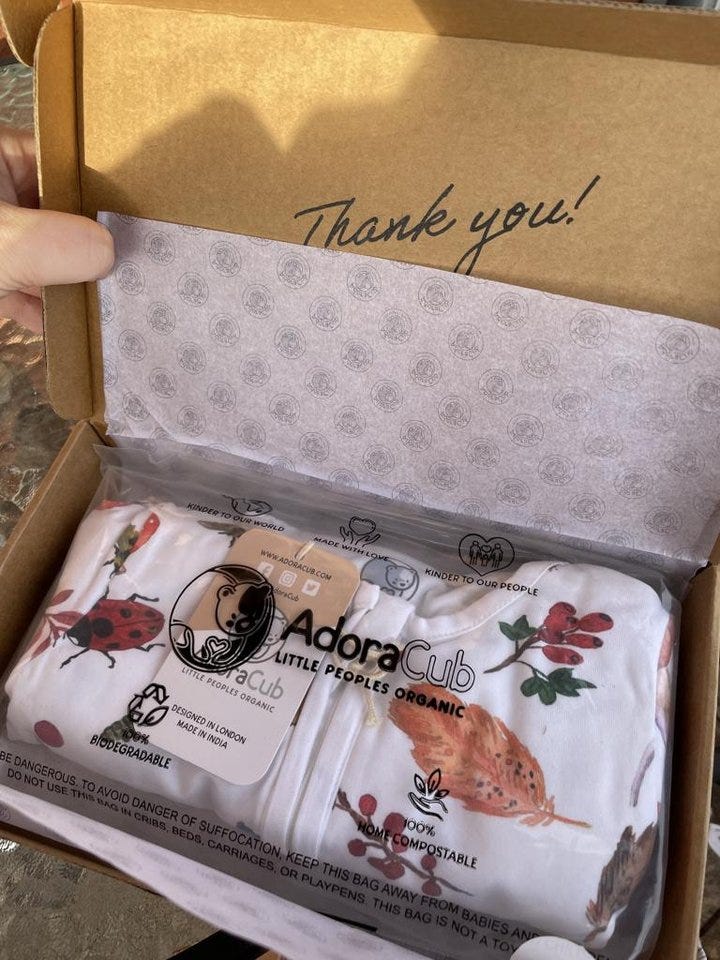 Thank you!
KINDER TO OUR WORLD
MADE WITH LOVE
KINDER TO OUR PEOPLE
WWW.ADORACUB.COM
AdoraCub
AdoraCub
LITTLE PEOPLES ORGANIC
doraCub
LITTLE PEOPLES ORGANIC
DESIGNED IN LONDON
MADE IN INDIA
100%
BIODEGRADABLE
100%
HOME COMPOSTABLE
BE DANGEROUS. TO AVOID DANGER OF SUFFOCATION, KEEP THIS BAG AWAY FROM BABIES AND
DO NOT USE THIS BAG IN CRIBS, BEDS, CARRIAGES, OR PLAYPENS. THIS BAG IS NOT A TOY